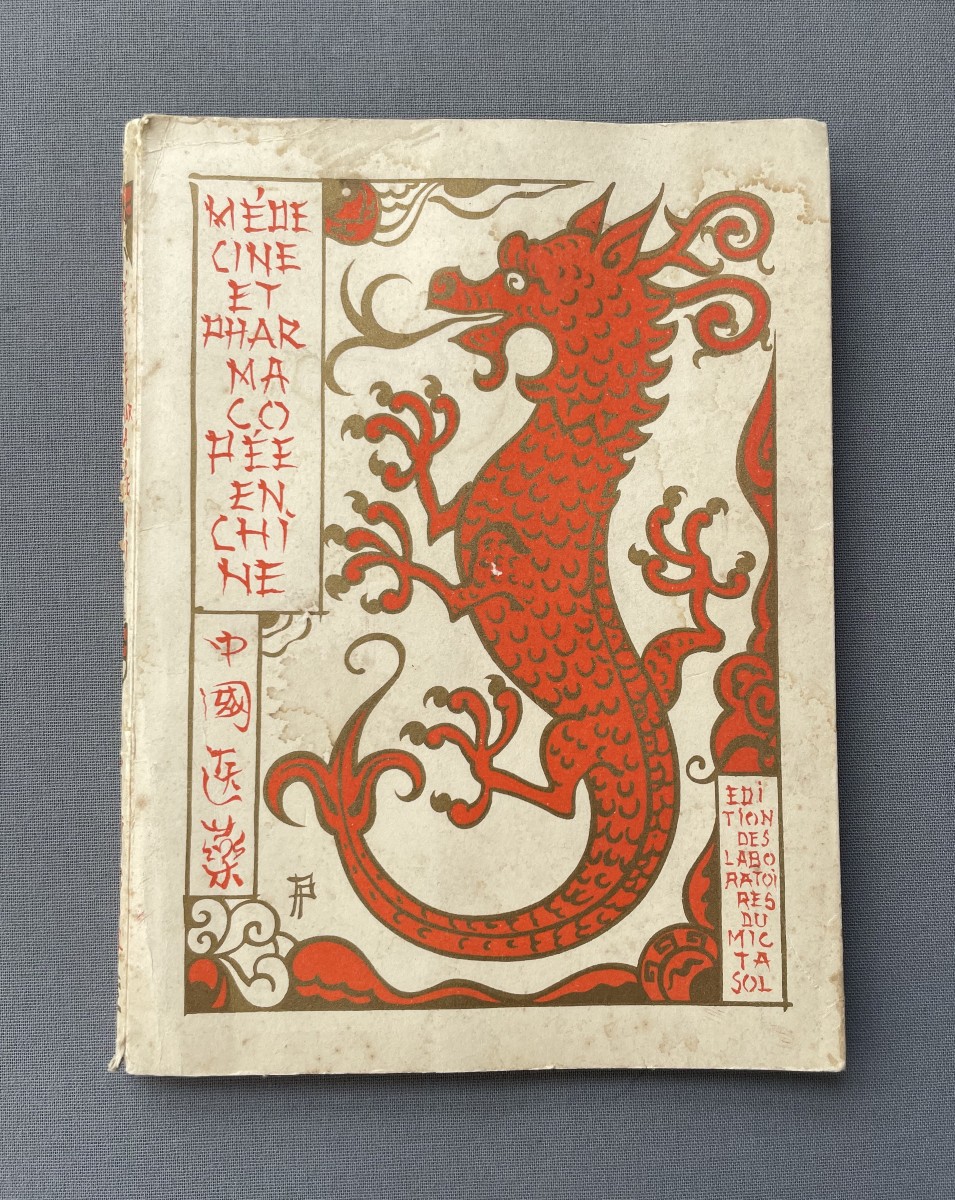 MÉDE
CINE
ET
PHAR
MA
CO
PÉE
EN
CHI
NE
中
國
医
藥
EDI
TION
DES
LABO
RATOI
RES
DU
MIC
TA
SOL